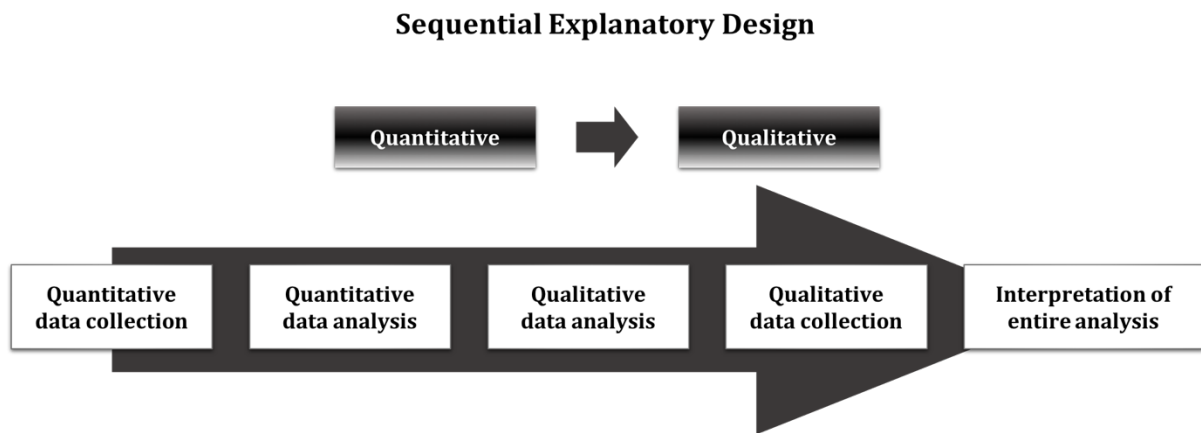 Sequential Explanatory Design
Quantitative
Qualitative
Quantitative
data collection
Quantitative
data analysis
Qualitative
data analysis
Qualitative
data collection
Interpretation of
entire analysis